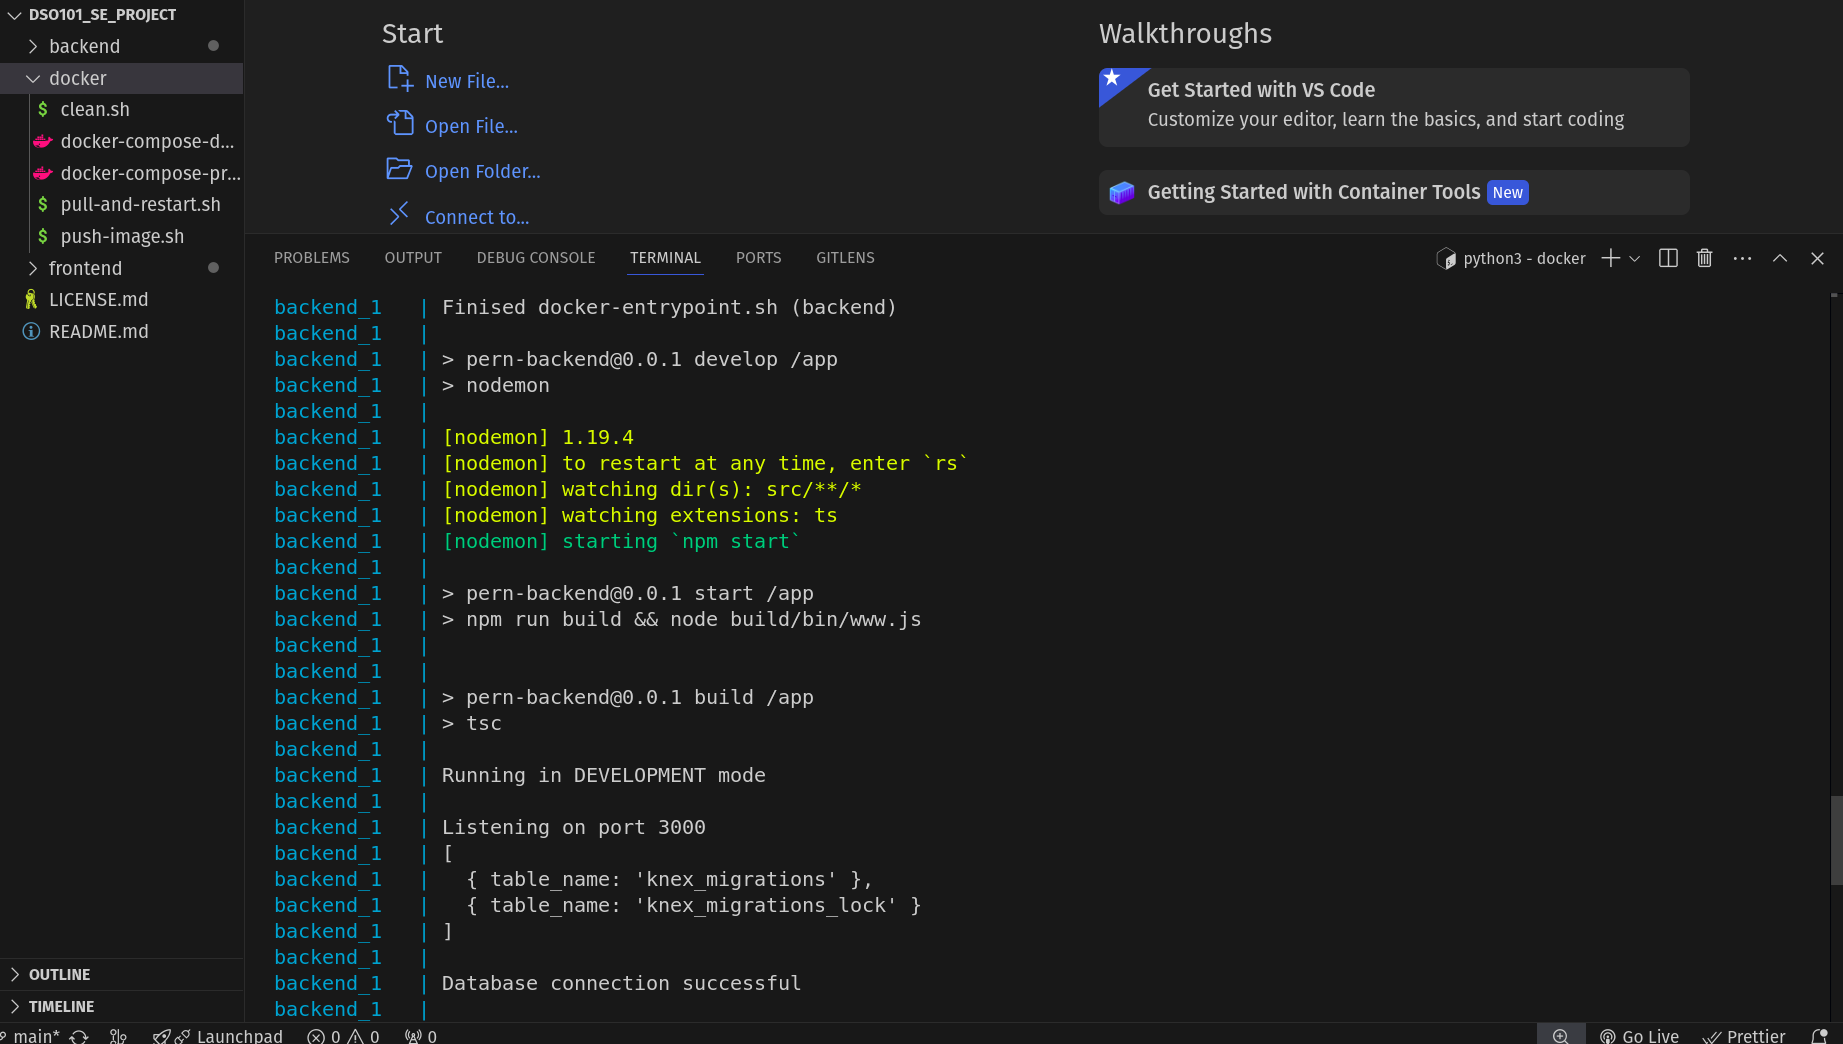 DSO101_SE_PROJECT
backend
docker
clean.sh
docker-compose-d...
docker-compose-pr...
pull-and-restart.sh
push-image.sh
frontend
LICENSE.md
README.md
OUTLINE
TIMELINE
Start
New File...
Open File...
Open Folder...
Connect to...
Walkthroughs
Get Started with VS Code
Customize your editor, learn the basics, and start coding
Getting Started with Container Tools New
PROBLEMS OUTPUT DEBUG CONSOLE TERMINAL PORTS GITLENS
python3 - docker
backend_1 | Finised docker-entrypoint.sh (backend)
backend_1 |
backend_1 | > pern-backend@0.0.1 develop /app
backend_1 | > nodemon
backend_1 |
backend_1 | [nodemon] 1.19.4
backend_1 | [nodemon] to restart at any time, enter `rs`
backend_1 | [nodemon] watching dir(s): src/**/*
backend_1 | [nodemon] watching extensions: ts
backend_1 | [nodemon] starting `npm start`
backend_1 |
backend_1 | > pern-backend@0.0.1 start /app
backend_1 | > npm run build && node build/bin/www.js
backend_1 |
backend_1 |
backend_1 | > pern-backend@0.0.1 build /app
backend_1 | > tsc
backend_1 |
backend_1 | Running in DEVELOPMENT mode
backend_1 |
backend_1 | Listening on port 3000
backend_1 | [
backend_1 |   { table_name: 'knex_migrations' },
backend_1 |   { table_name: 'knex_migrations_lock' }
backend_1 | ]
backend_1 |
backend_1 | Database connection successful
backend_1 |
main* Launchpad 0 0 0 Go Live Prettier